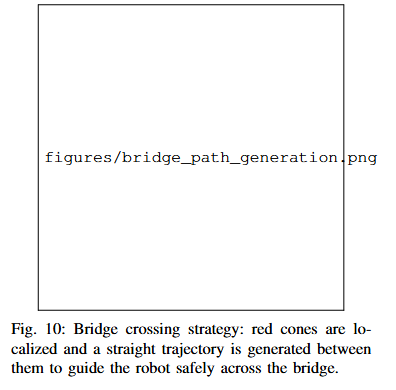 figures/bridge_path_generation.png
Fig. 10: Bridge crossing strategy: red cones are lo-
calized and a straight trajectory is generated between
them to guide the robot safely across the bridge.